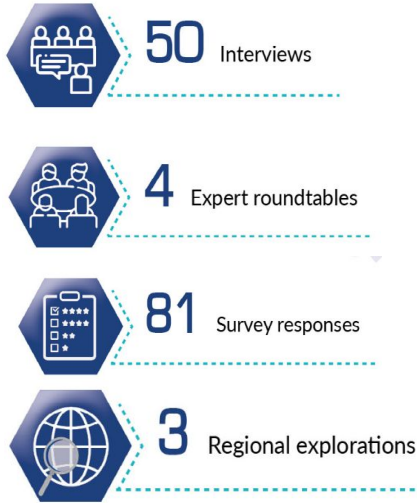 50 Interviews
4 Expert roundtables
81 Survey responses
3 Regional explorations